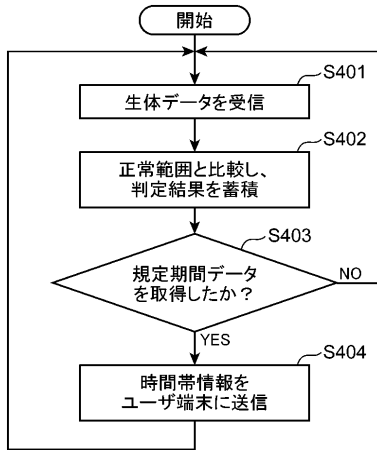 開始
S401
生体データを受信
S402
正常範囲と比較し、
判定結果を蓄積
S403
規定期間データ
を取得したか？
NO
YES
S404
時間帯情報を
ユーザ端末に送信